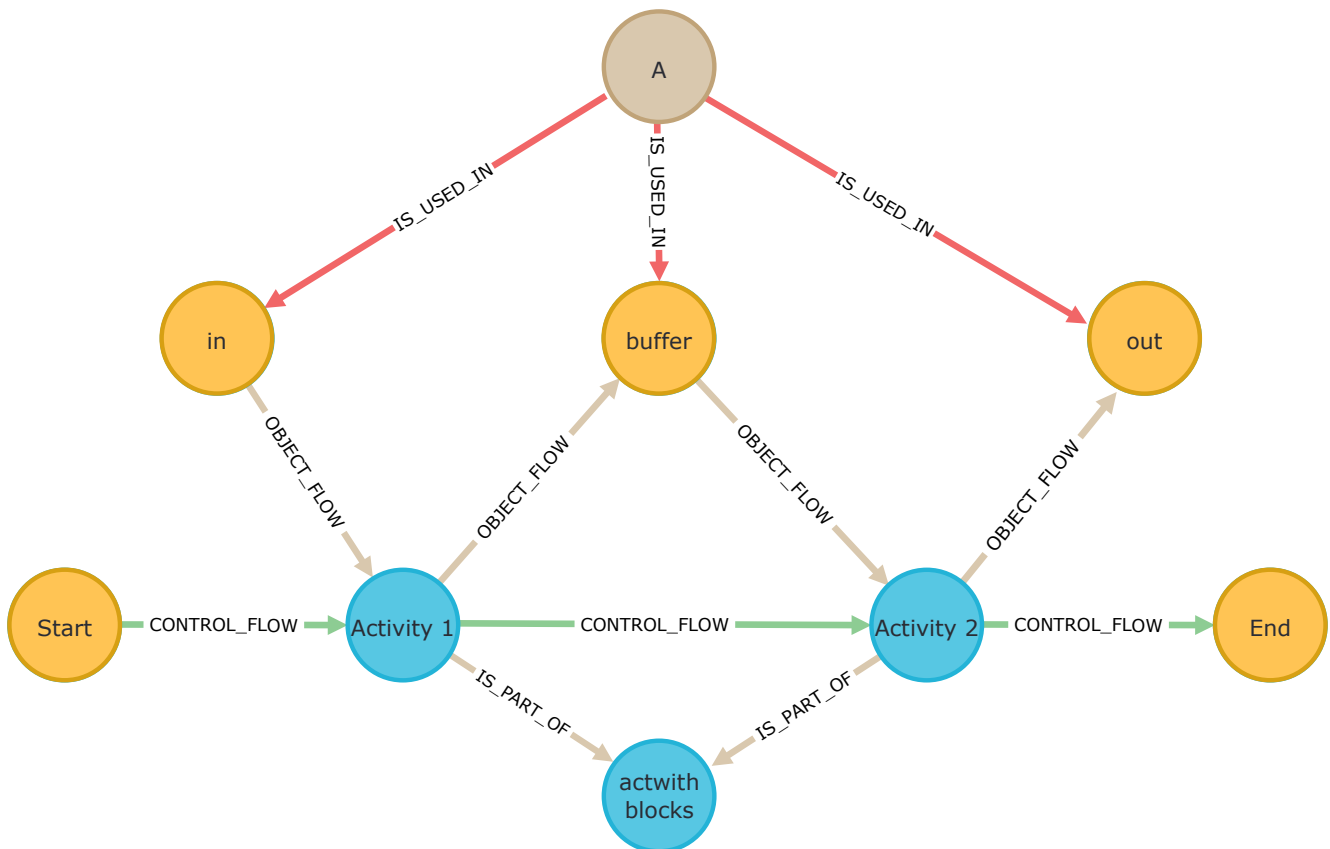 A
IS_USED_IN
IS_USED_IN
IS_USED_IN
in
buffer
out
OBJECT_FLOW
OBJECT_FLOW
OBJECT_FLOW
OBJECT_FLOW
Start
CONTROL_FLOW
Activity 1
CONTROL_FLOW
Activity 2
CONTROL_FLOW
End
IS_PART_OF
IS_PART_OF
actwith
blocks